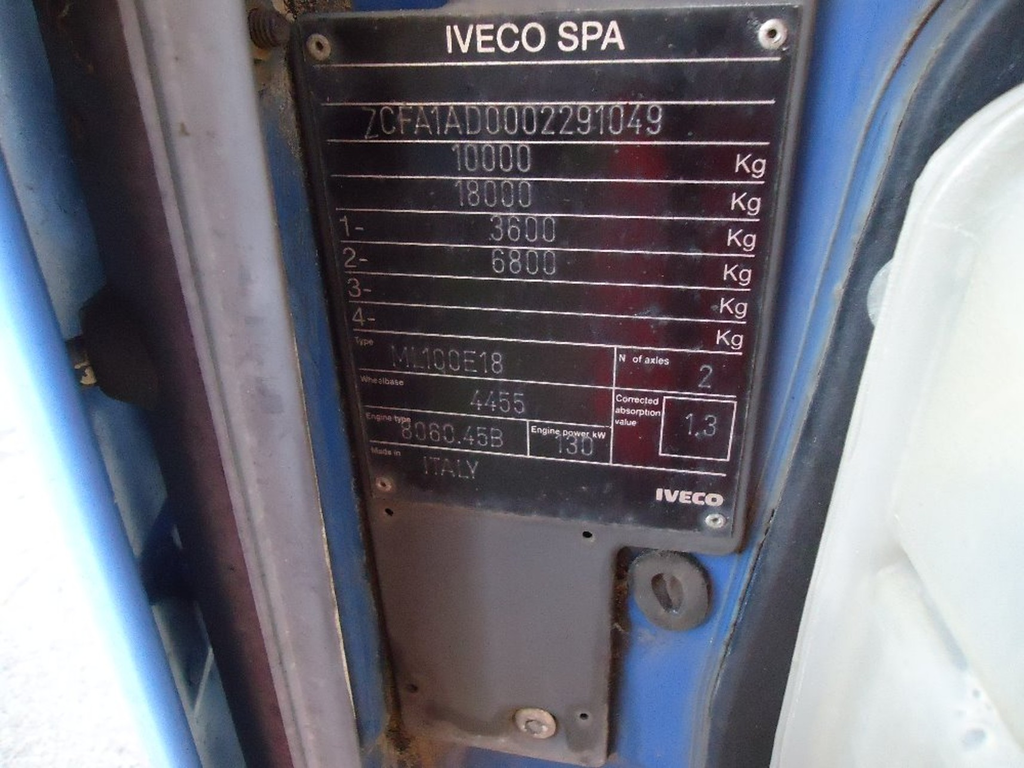 IVECO SPA
ZCFA1AD0002291049
10000 Kg
18000 Kg
1- 3600 Kg
2- 6800 Kg
3- Kg
4- Kg
Type ML100E18
N of axles 2
Wheelbase 4455
Corrected absorption value 1.3
Engine type 8060.45B
Engine power kW 130
Made in ITALY
IVECO